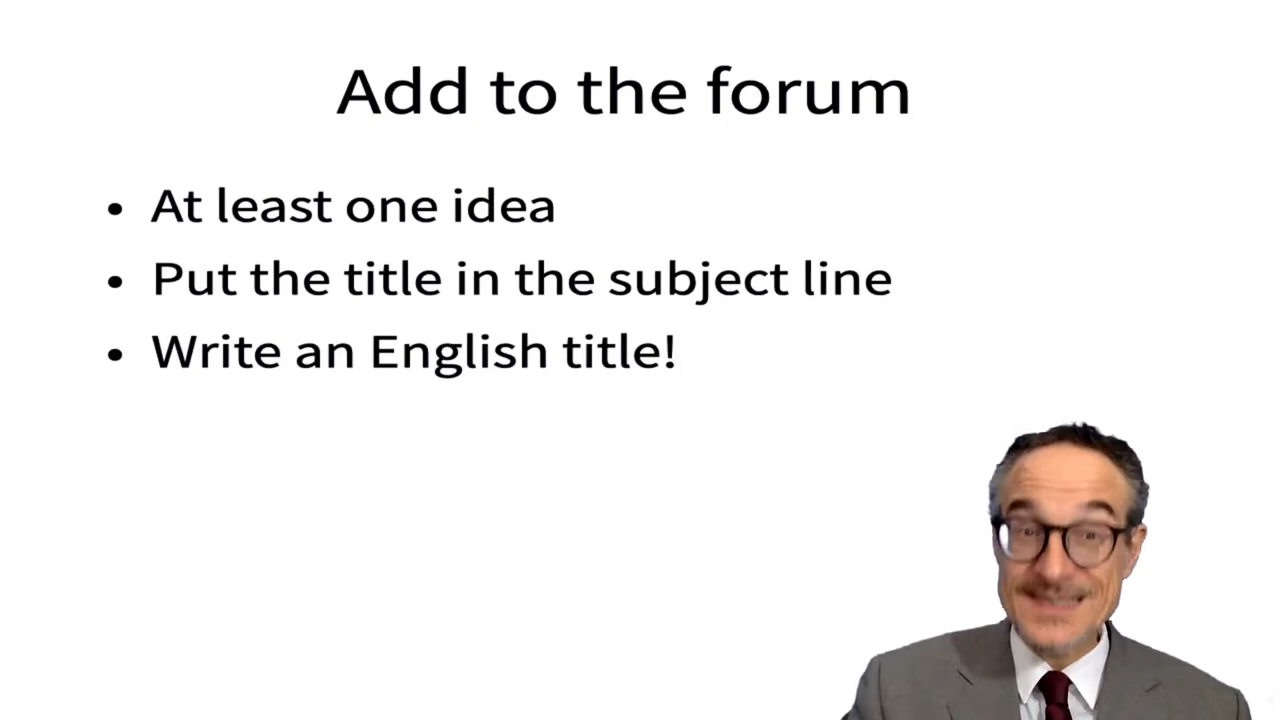 Add to the forum
• At least one idea
• Put the title in the subject line
• Write an English title!